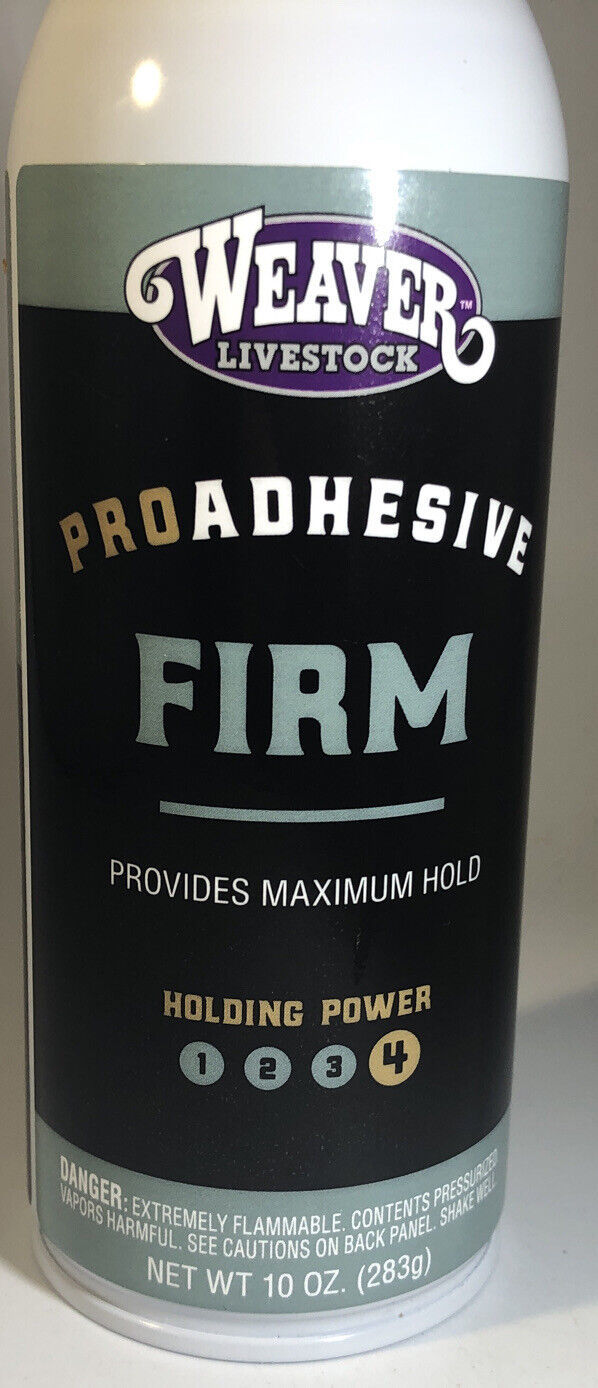 WEAVER™
LIVESTOCK
PROADHESIVE
FIRM
PROVIDES MAXIMUM HOLD
HOLDING POWER
1 2 3 4
DANGER: EXTREMELY FLAMMABLE. CONTENTS PRESSURIZED
VAPORS HARMFUL. SEE CAUTIONS ON BACK PANEL. SHAKE WELL.
NET WT 10 OZ. (283g)